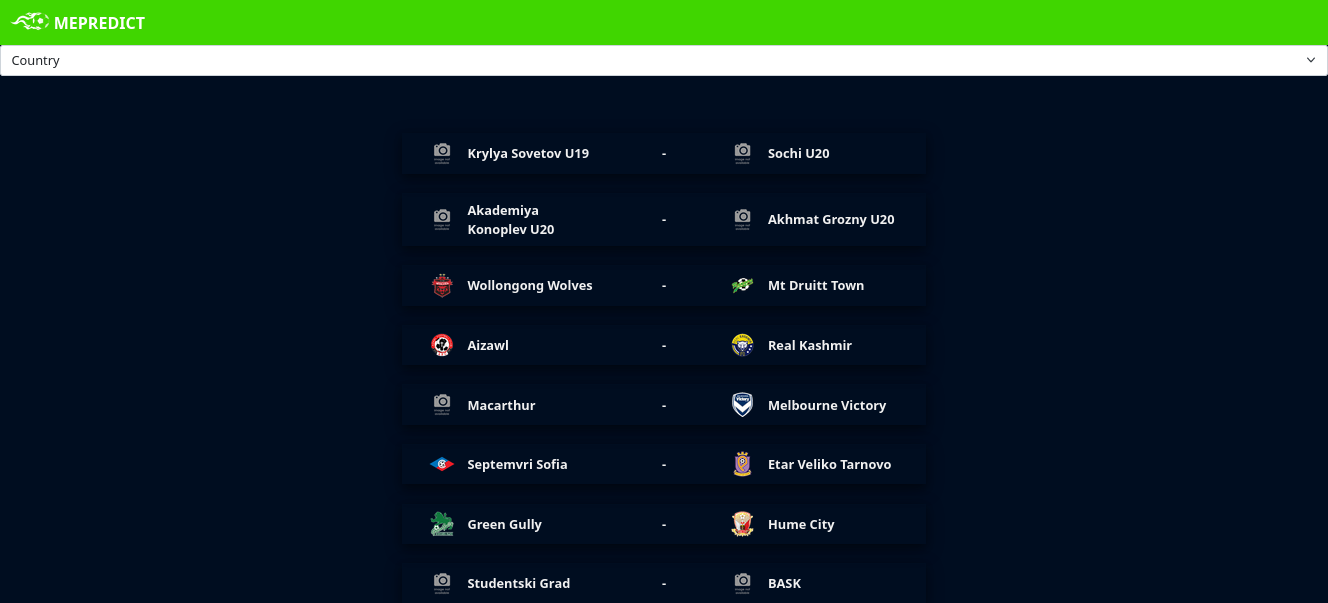 MEPREDICT
Country
Krylya Sovetov U19 - Sochi U20
Akademiya
Konoplev U20 - Akhmat Grozny U20
Wollongong Wolves - Mt Druitt Town
Aizawl - Real Kashmir
Macarthur - Melbourne Victory
Septemvri Sofia - Etar Veliko Tarnovo
Green Gully - Hume City
Studentski Grad - BASK